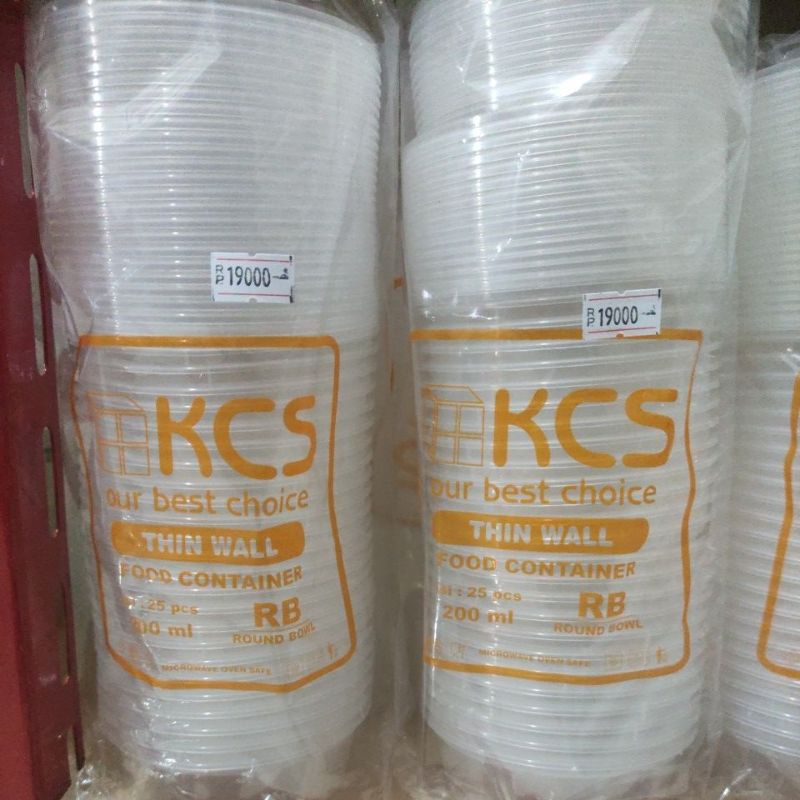 RP 19000
KCS
our best choice
THIN WALL
FOOD CONTAINER
: 25 pcs
RB
ml
ROUND BOWL
MICROWAVE OVEN SAFE
RP 19000
KCS
our best choice
THIN WALL
FOOD CONTAINER
: 25 pcs
RB
200 ml
ROUND BOWL
MICROWAVE OVEN SAFE